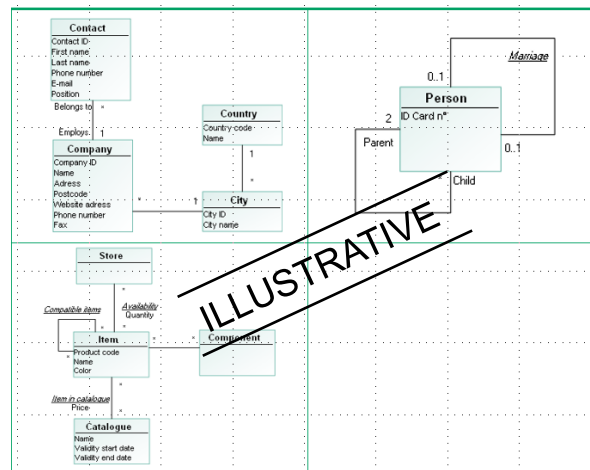 Contact
Contact ID
First name
Last name
Phone number
E-mail
Position
Belongs to *
Employs 1
Company
Company ID
Name
Adress
Postcode
Website adress
Phone number
Fax
* 1
Country
Country code
Name
1
*
City
City ID
City name
Marriage
0..1
Person
ID Card n°
2
Parent
0..1
* Child
ILLUSTRATIVE
Store
*
Availability
Quantity
*
Compatible items
*
*
Item
Product code
Name
Color
* *
Component
*
Item in catalogue
Price
*
Catalogue
Name
Validity start date
Validity end date